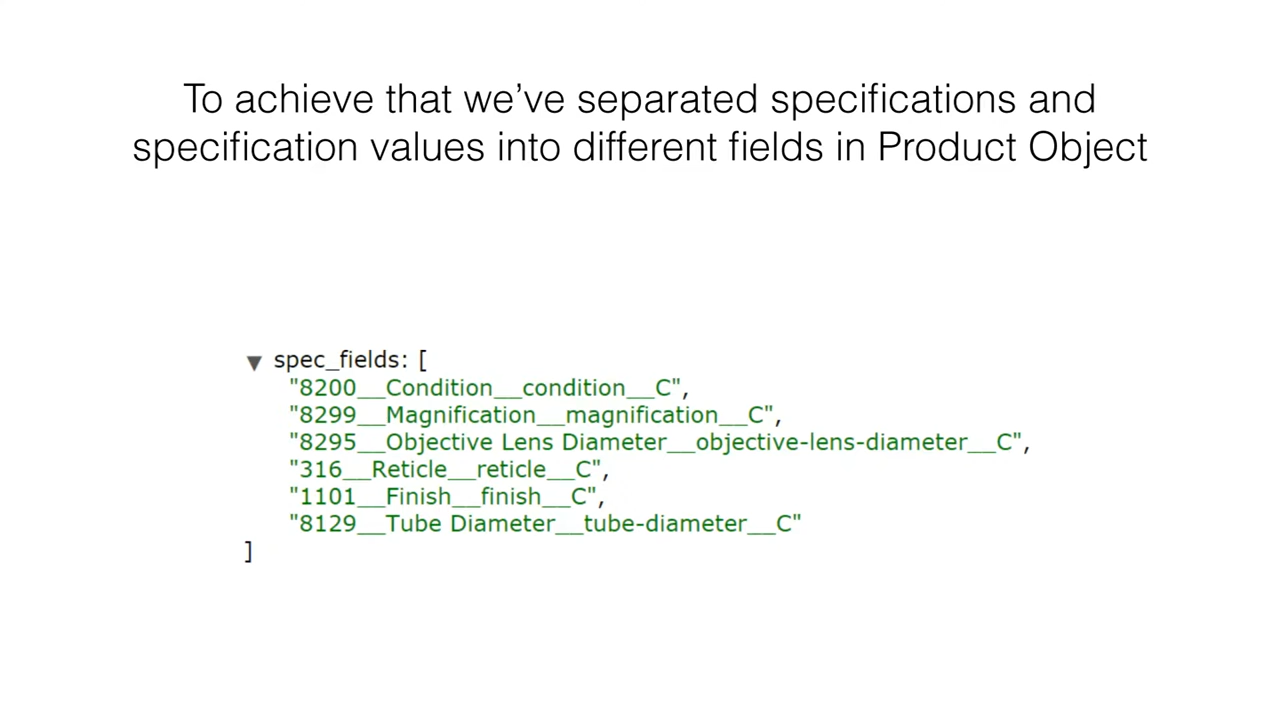 To achieve that we’ve separated specifications and
specification values into different fields in Product Object
▼ spec_fields: [
"8200__Condition__condition__C",
"8299__Magnification__magnification__C",
"8295__Objective Lens Diameter__objective-lens-diameter__C",
"316__Reticle__reticle__C",
"1101__Finish__finish__C",
"8129__Tube Diameter__tube-diameter__C"
]